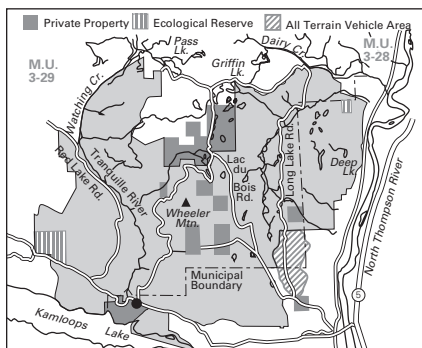 Private Property
Ecological Reserve
All Terrain Vehicle Area
M.U.
3-29
Pass
Lk.
Griffin
Lk.
Dairy Cr.
M.U.
3-28
Watching Cr.
Red Lake Rd.
Tranquille River
Lac
du
Bois
Rd.
Long Lake Rd.
Deep
Lk.
Wheeler
Mtn.
North Thompson River
Municipal
Boundary
5
Kamloops Lake